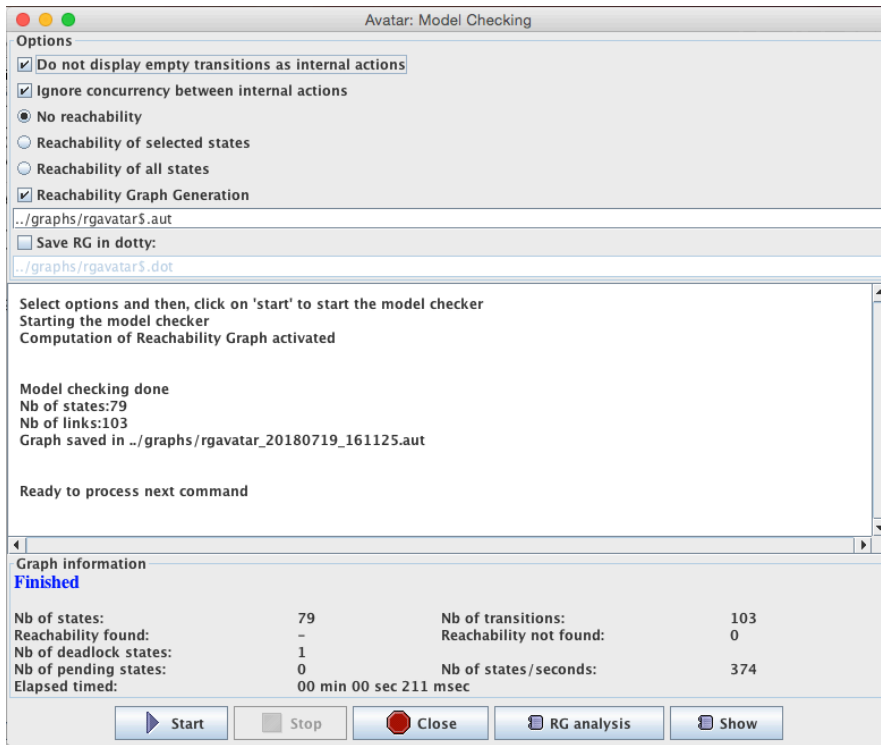 Avatar: Model Checking
Options
Do not display empty transitions as internal actions
Ignore concurrency between internal actions
No reachability
Reachability of selected states
Reachability of all states
Reachability Graph Generation
../graphs/rgavatar$.aut
Save RG in dotty:
../graphs/rgavatar$.dot
Select options and then, click on 'start' to start the model checker
Starting the model checker
Computation of Reachability Graph activated
Model checking done
Nb of states:79
Nb of links:103
Graph saved in ../graphs/rgavatar_20180719_161125.aut
Ready to process next command
Graph information
Finished
Nb of states: 79 Nb of transitions: 103
Reachability found: - Reachability not found: 0
Nb of deadlock states: 1
Nb of pending states: 0 Nb of states/seconds: 374
Elapsed timed: 00 min 00 sec 211 msec
Start Stop Close RG analysis Show